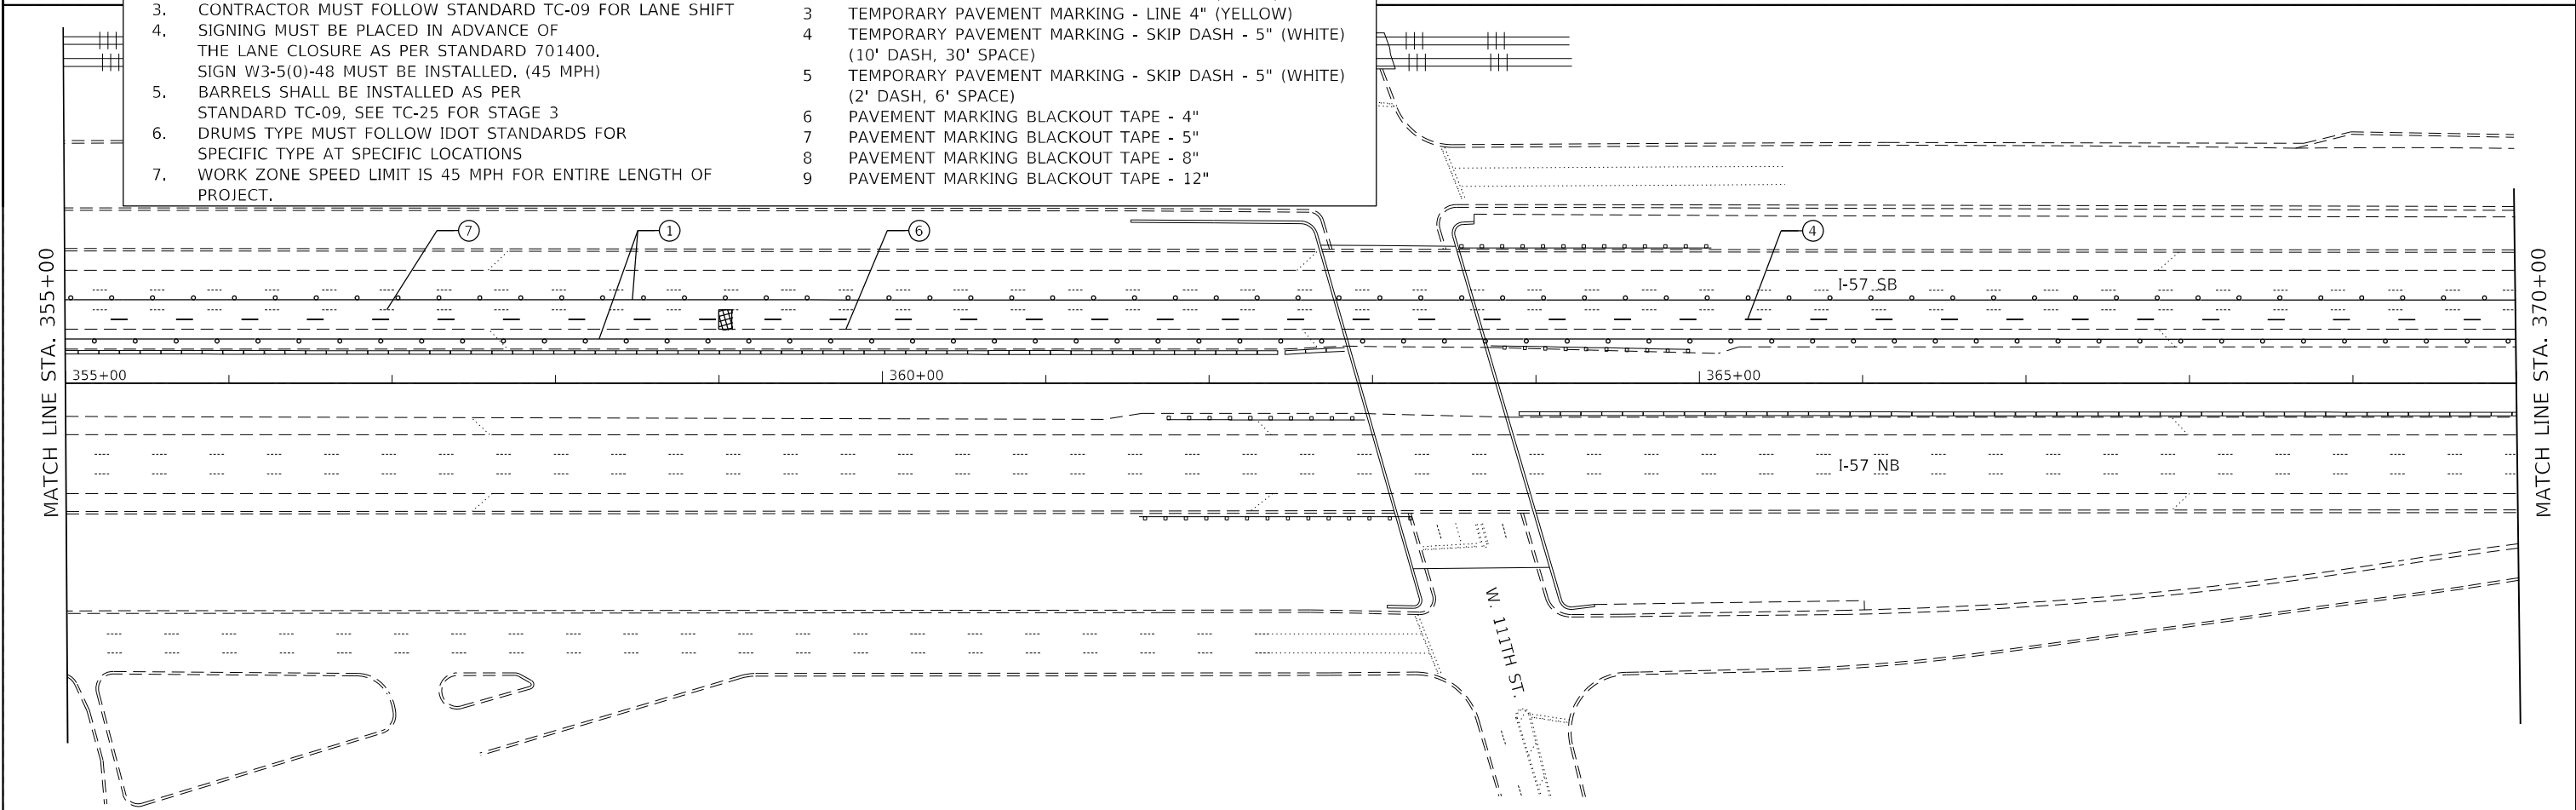 3. CONTRACTOR MUST FOLLOW STANDARD TC-09 FOR LANE SHIFT
4. SIGNING MUST BE PLACED IN ADVANCE OF
THE LANE CLOSURE AS PER STANDARD 701400.
SIGN W3-5(0)-48 MUST BE INSTALLED. (45 MPH)
5. BARRELS SHALL BE INSTALLED AS PER
STANDARD TC-09, SEE TC-25 FOR STAGE 3
6. DRUMS TYPE MUST FOLLOW IDOT STANDARDS FOR
SPECIFIC TYPE AT SPECIFIC LOCATIONS
7. WORK ZONE SPEED LIMIT IS 45 MPH FOR ENTIRE LENGTH OF
PROJECT.
3 TEMPORARY PAVEMENT MARKING - LINE 4" (YELLOW)
4 TEMPORARY PAVEMENT MARKING - SKIP DASH - 5" (WHITE)
(10' DASH, 30' SPACE)
5 TEMPORARY PAVEMENT MARKING - SKIP DASH - 5" (WHITE)
(2' DASH, 6' SPACE)
6 PAVEMENT MARKING BLACKOUT TAPE - 4"
7 PAVEMENT MARKING BLACKOUT TAPE - 5"
8 PAVEMENT MARKING BLACKOUT TAPE - 8"
9 PAVEMENT MARKING BLACKOUT TAPE - 12"
7
1
6
4
MATCH LINE STA. 355+00
I-57 SB
355+00
360+00
365+00
I-57 NB
W. 111TH ST.
MATCH LINE STA. 370+00